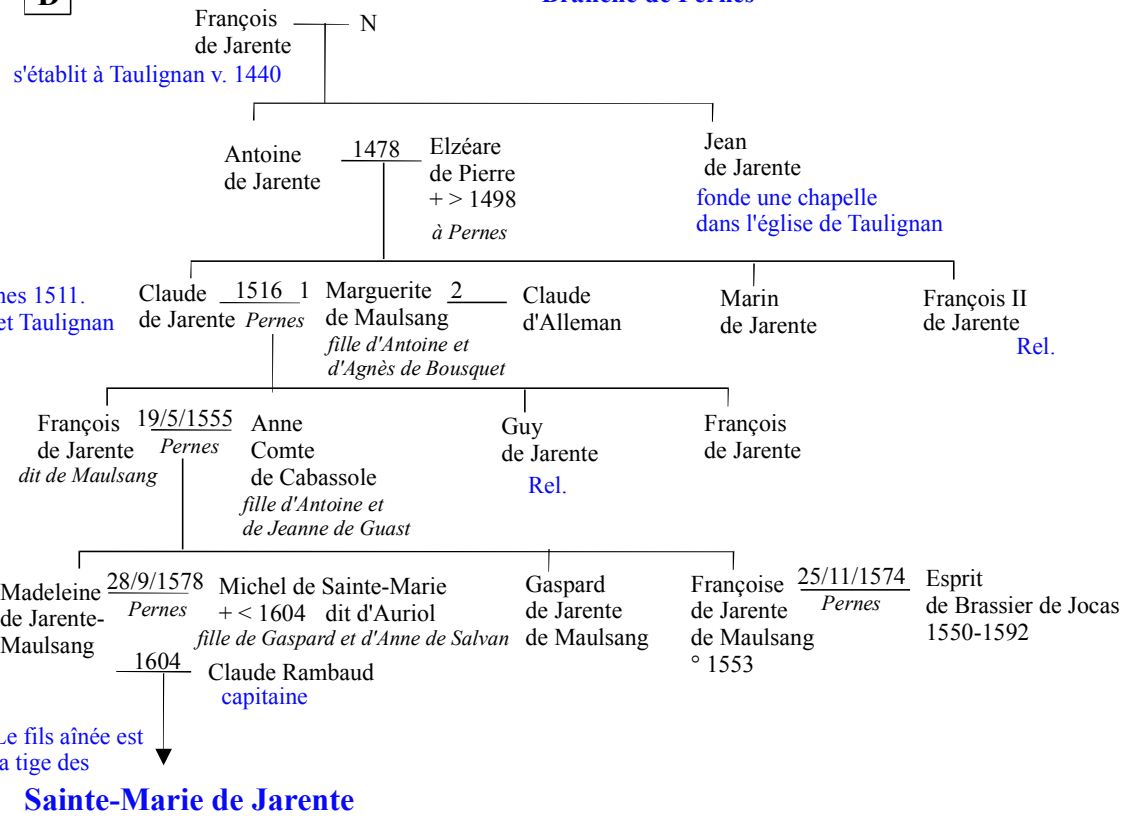 D
Branche de Pernes
François
de Jarente
N
s'établit à Taulignan v. 1440
Antoine
de Jarente
1478
Elzéare
de Pierre
+ > 1498
à Pernes
Jean
de Jarente
fonde une chapelle
dans l'église de Taulignan
1511.
et Taulignan
Claude
de Jarente
1516 1
Pernes
Marguerite
de Maulsang
fille d'Antoine et
d'Agnès de Bousquet
2
Claude
d'Alleman
Marin
de Jarente
François II
de Jarente
Rel.
François
de Jarente
dit de Maulsang
19/5/1555
Pernes
Anne
Comte
de Cabassole
fille d'Antoine et
de Jeanne de Guast
Guy
de Jarente
Rel.
François
de Jarente
Madeleine
de Jarente-
Maulsang
28/9/1578
Pernes
Michel de Sainte-Marie
+ < 1604 dit d'Auriol
fille de Gaspard et d'Anne de Salvan
Gaspard
de Jarente
de Maulsang
Françoise
de Jarente
de Maulsang
° 1553
25/11/1574
Pernes
Esprit
de Brassier de Jocas
1550-1592
1604
Claude Rambaud
capitaine
Le fils aînée est
la tige des
Sainte-Marie de Jarente